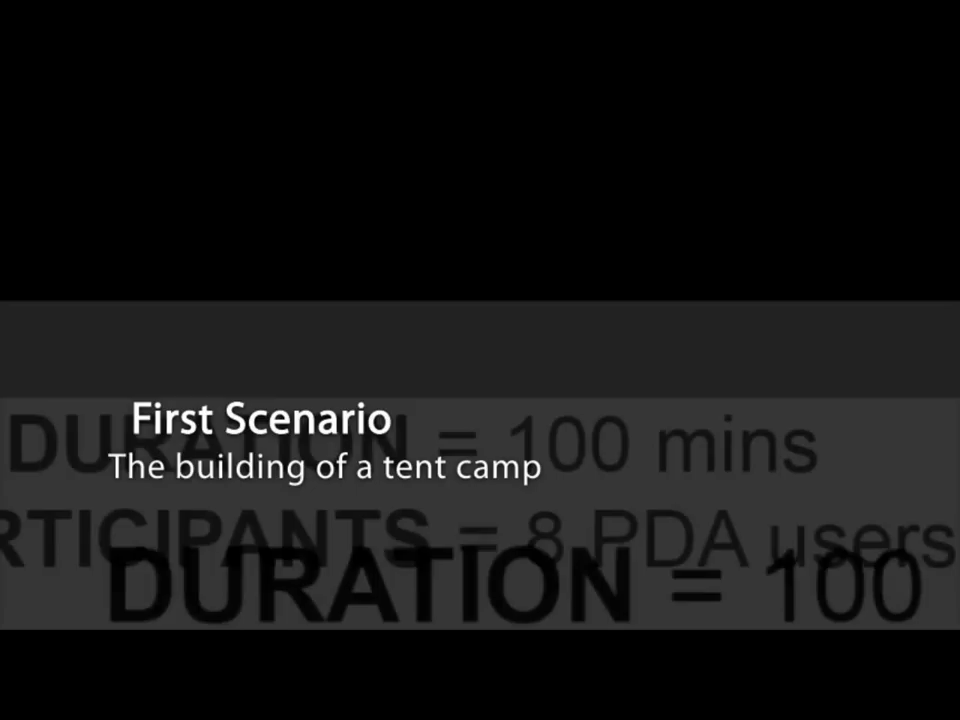 First Scenario
DURATION = 100 mins
The building of a tent camp
RTICIPANTS = 8 PDA users
DURATION = 100